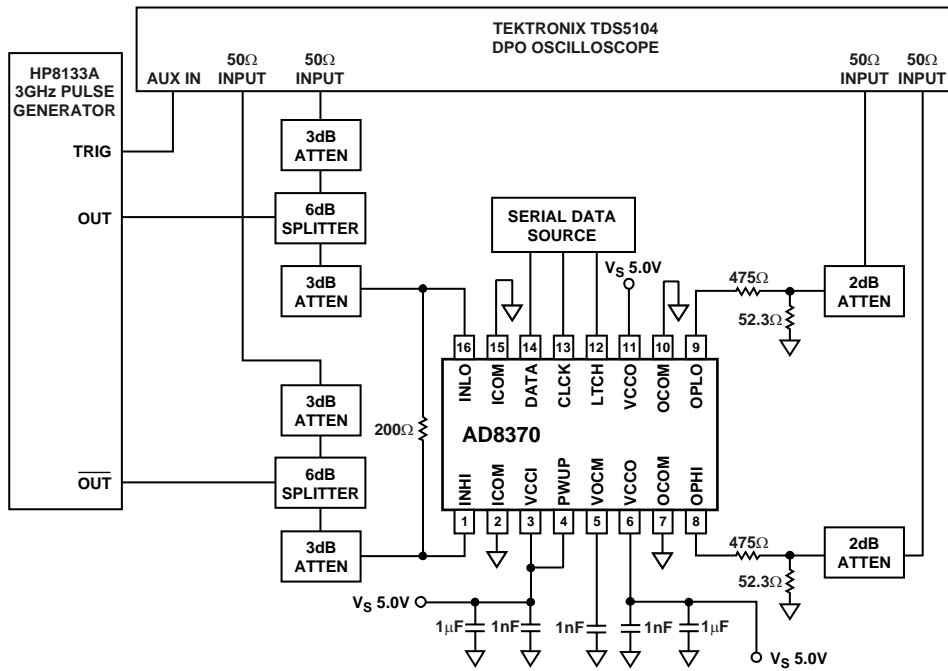 TEKTRONIX TDS5104
DPO OSCILLOSCOPE
HP8133A
3GHz PULSE
GENERATOR
AUX IN
50Ω
INPUT
50Ω
INPUT
50Ω
INPUT
50Ω
INPUT
TRIG
3dB
ATTEN
OUT
6dB
SPLITTER
SERIAL DATA
SOURCE
3dB
ATTEN
VS 5.0V
475Ω
2dB
ATTEN
52.3Ω
16
15
14
13
12
11
10
9
INLO
ICOM
DATA
CLCK
LTCH
VCCO
OCOM
OPLO
3dB
ATTEN
200Ω
AD8370
OUT
6dB
SPLITTER
INHI
ICOM
VCCI
PWUP
VOCM
VCCO
OCOM
OPHI
1
2
3
4
5
6
7
8
3dB
ATTEN
475Ω
2dB
ATTEN
52.3Ω
VS 5.0V
1μF
1nF
1nF
1nF
1μF
VS 5.0V